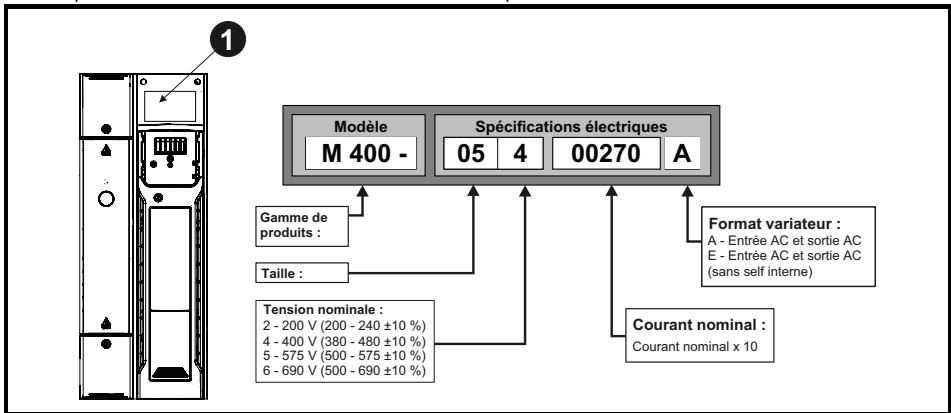 1
Modèle
Spécifications électriques
M 400 -
05 4 00270 A
Gamme de
produits :
Taille :
Tension nominale :
2 - 200 V (200 - 240 ±10 %)
4 - 400 V (380 - 480 ±10 %)
5 - 575 V (500 - 575 ±10 %)
6 - 690 V (500 - 690 ±10 %)
Courant nominal :
Courant nominal x 10
Format variateur :
A - Entrée AC et sortie AC
E - Entrée AC et sortie AC
(sans self interne)